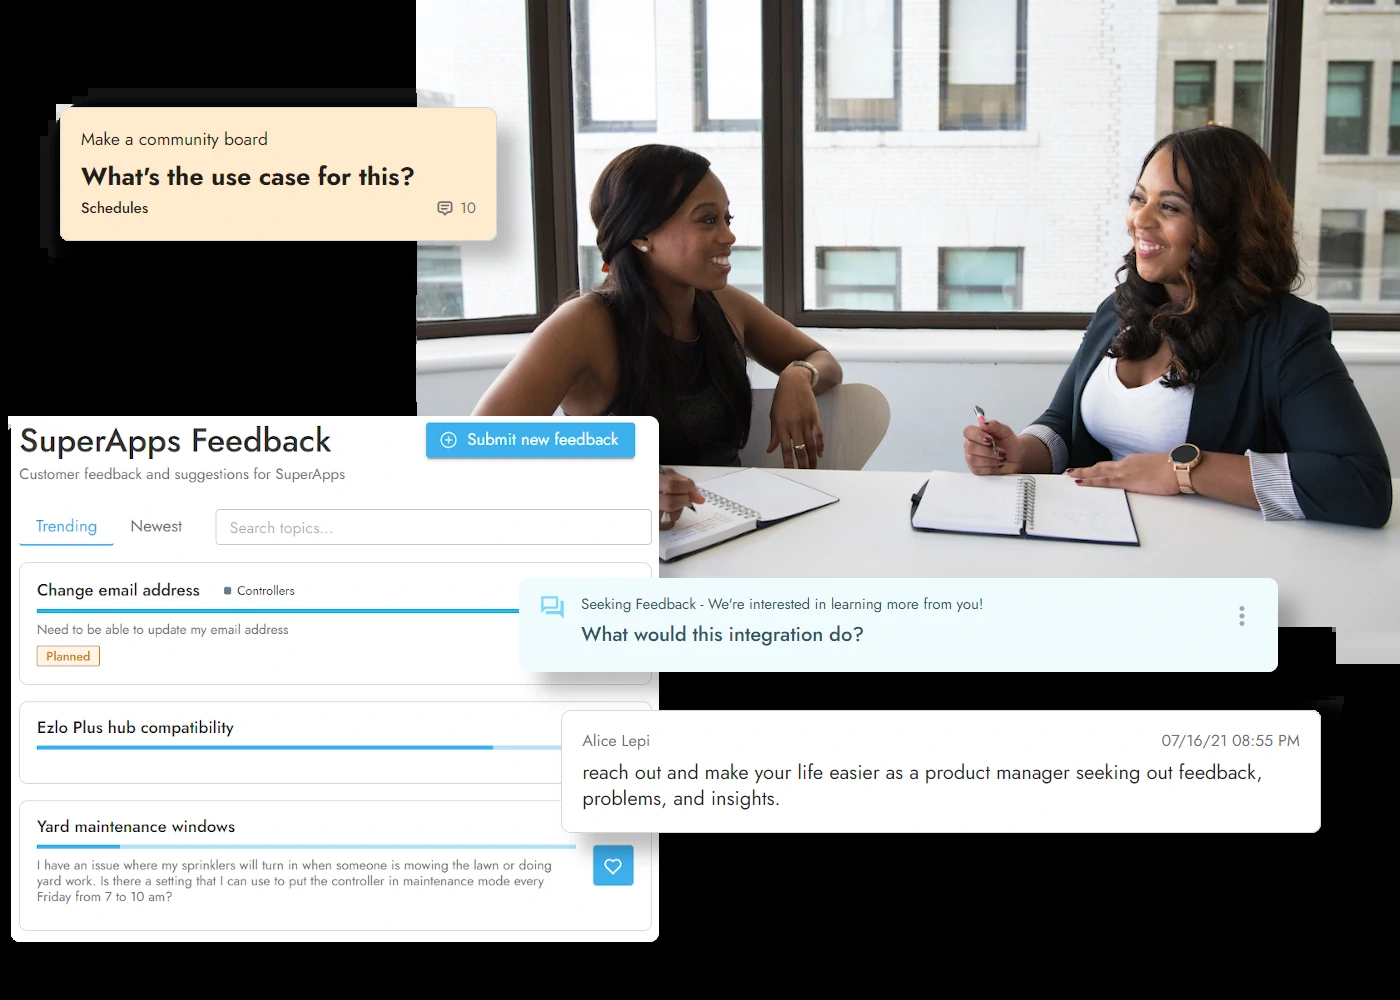 Make a community board
What's the use case for this?
Schedules
10
SuperApps Feedback
Submit new feedback
Customer feedback and suggestions for SuperApps
Trending
Newest
Search topics...
Change email address
Controllers
Need to be able to update my email address
Planned
Seeking Feedback - We're interested in learning more from you!
What would this integration do?
Ezlo Plus hub compatibility
Alice Lepi
07/16/21 08:55 PM
reach out and make your life easier as a product manager seeking out feedback,
problems, and insights.
Yard maintenance windows
I have an issue where my sprinklers will turn in when someone is mowing the lawn or doing
yard work. Is there a setting that I can use to put the controller in maintenance mode every
Friday from 7 to 10 am?